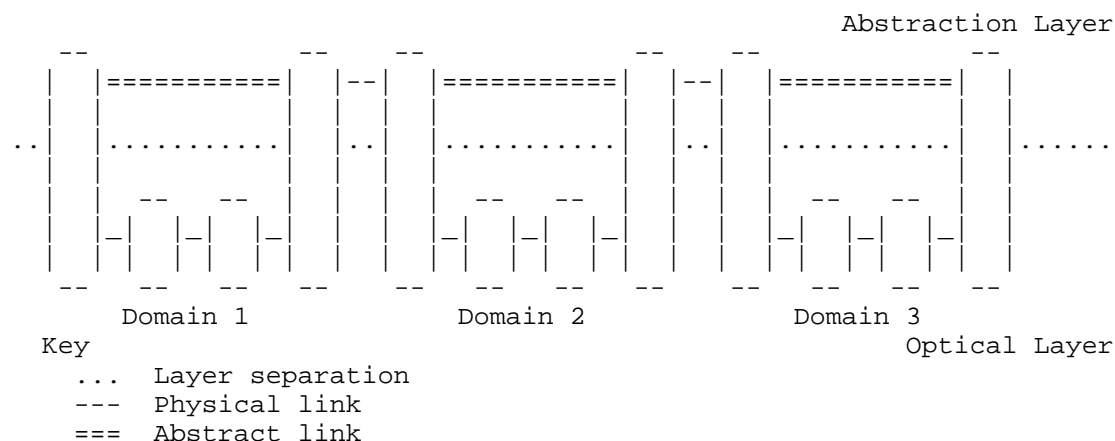 Abstraction Layer
Domain 1 Domain 2 Domain 3
Key Optical Layer
... Layer separation
--- Physical link
=== Abstract link